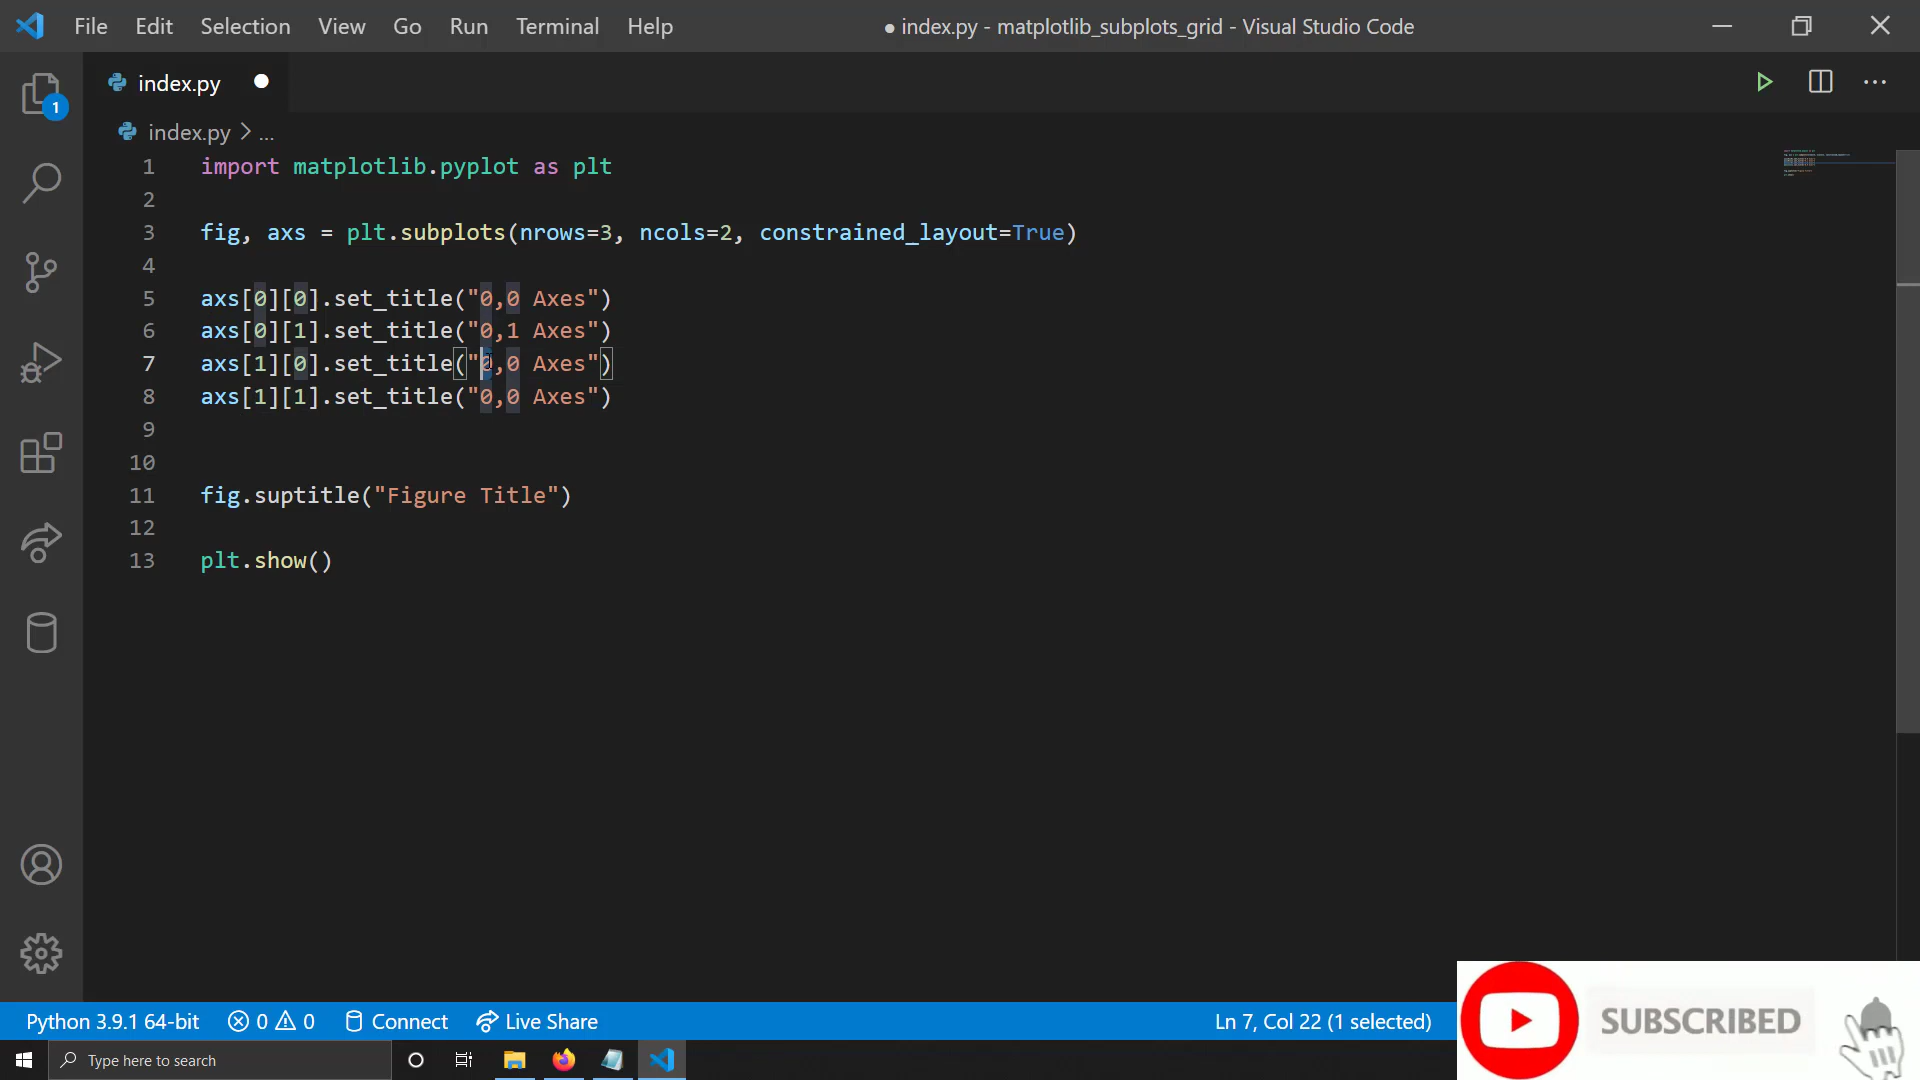 File Edit Selection View Go Run Terminal Help
● index.py - matplotlib_subplots_grid - Visual Studio Code
1
index.py
index.py > ...
1 import matplotlib.pyplot as plt
2
3 fig, axs = plt.subplots(nrows=3, ncols=2, constrained_layout=True)
4
5 axs[0][0].set_title("0,0 Axes")
6 axs[0][1].set_title("0,1 Axes")
7 axs[1][0].set_title("0,0 Axes")
8 axs[1][1].set_title("0,0 Axes")
9
10
11 fig.suptitle("Figure Title")
12
13 plt.show()
Python 3.9.1 64-bit 0 0 Connect Live Share Ln 7, Col 22 (1 selected)
SUBSCRIBED
Type here to search